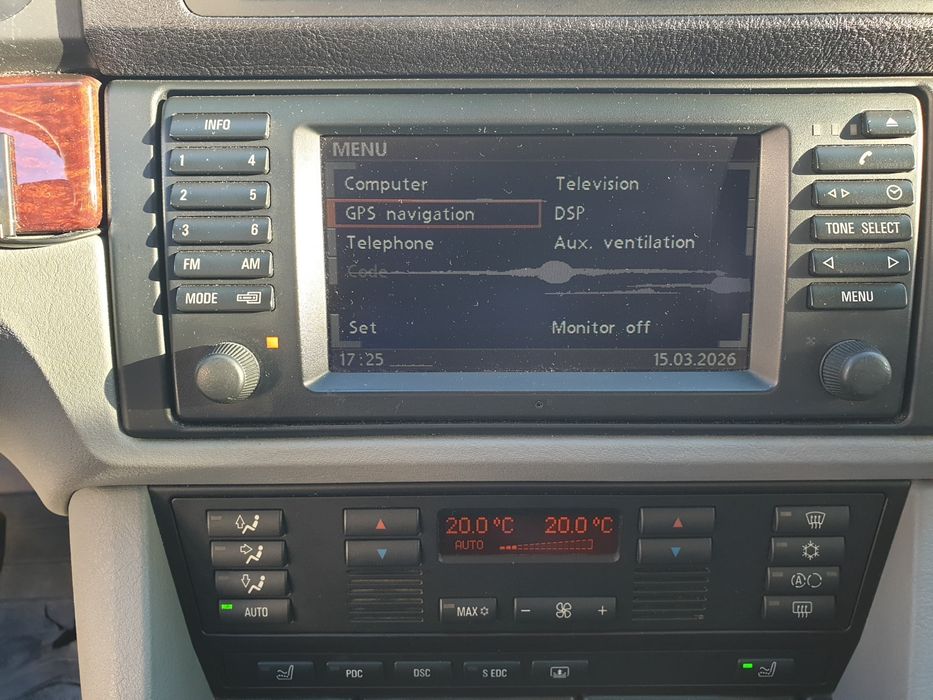 INFO
MENU
1 4
Computer Television
2 5
GPS navigation DSP
TONE SELECT
3 6
Telephone Aux. ventilation
FM AM
Code
MODE
MENU
Set Monitor off
17:25 15.03.2026
20.0°C 20.0°C
AUTO
A
AUTO
MAX
PDC DSC S EDC